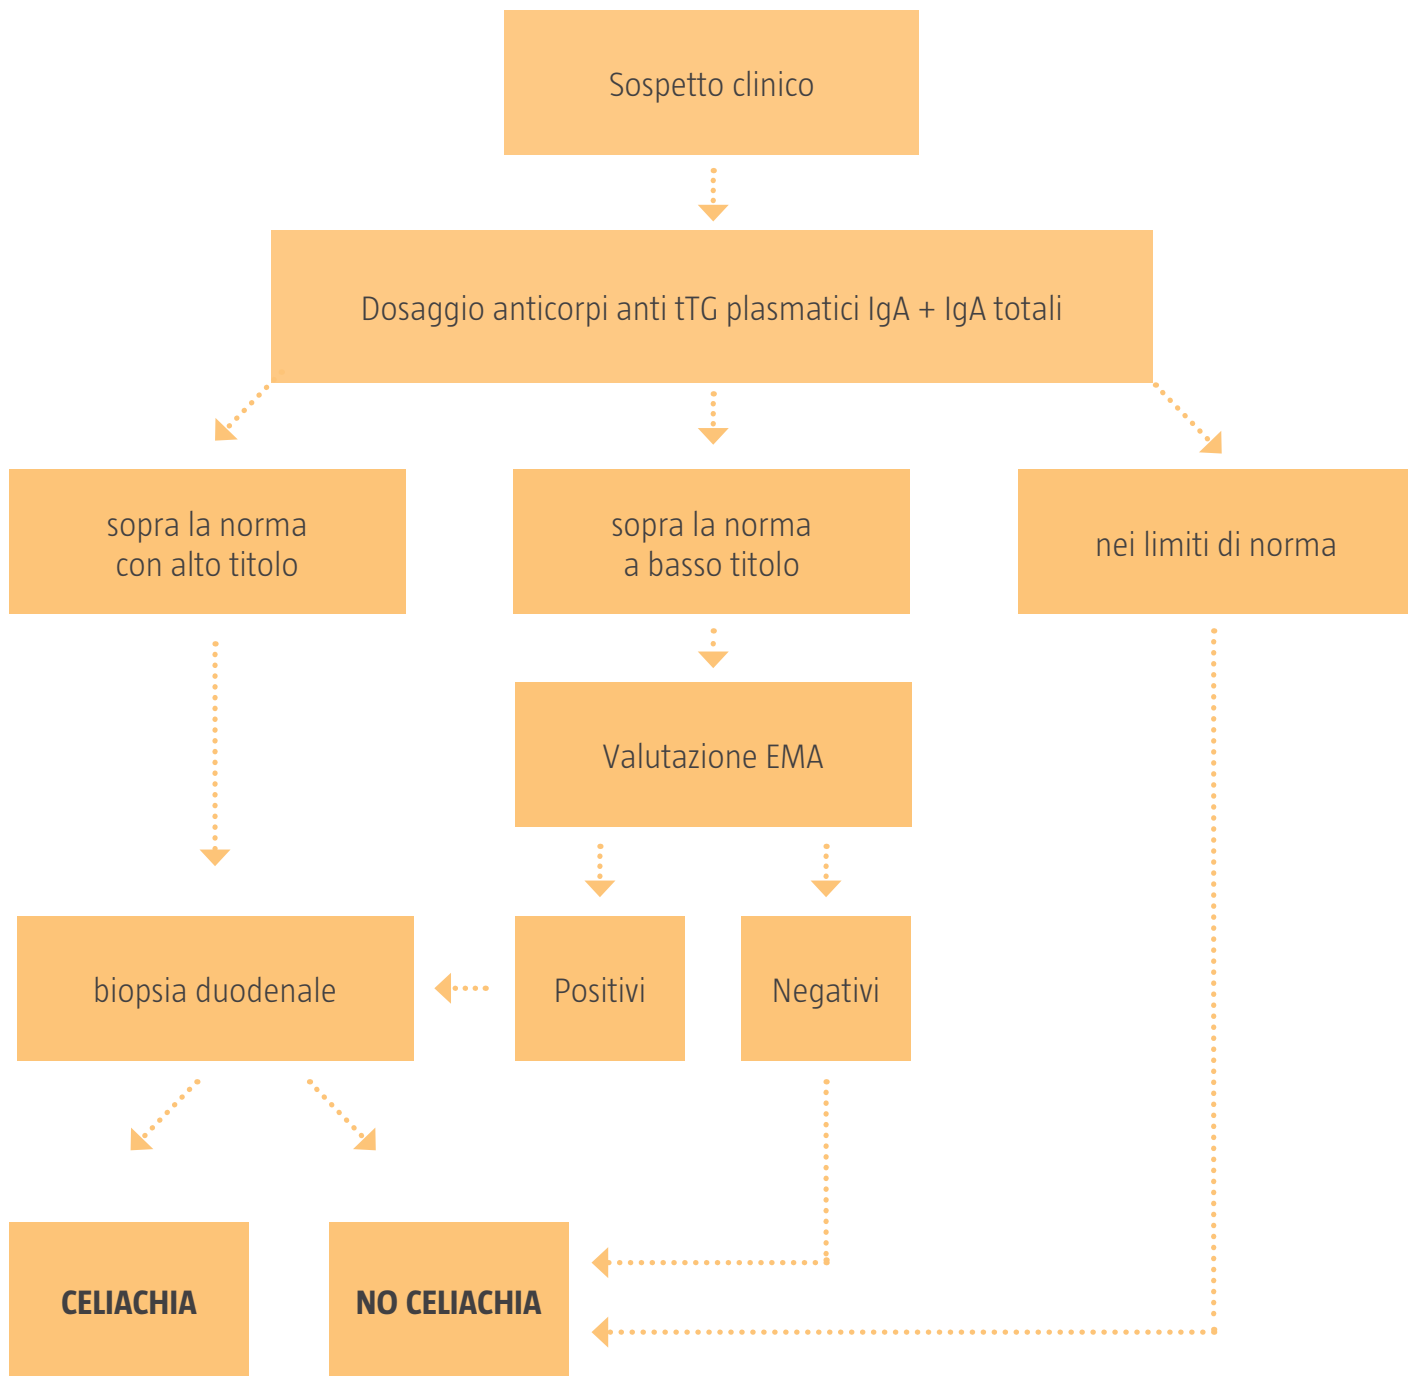 Sospetto clinico
Dosaggio anticorpi anti tTG plasmatici IgA + IgA totali
sopra la norma
con alto titolo
sopra la norma
a basso titolo
nei limiti di norma
Valutazione EMA
biopsia duodenale
Positivi
Negativi
CELIACHIA
NO CELIACHIA